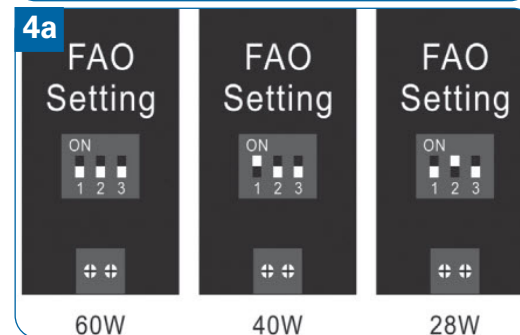 4a
FAO
Setting
ON
1 2 3
60W
FAO
Setting
ON
1 2 3
40W
FAO
Setting
ON
1 2 3
28W